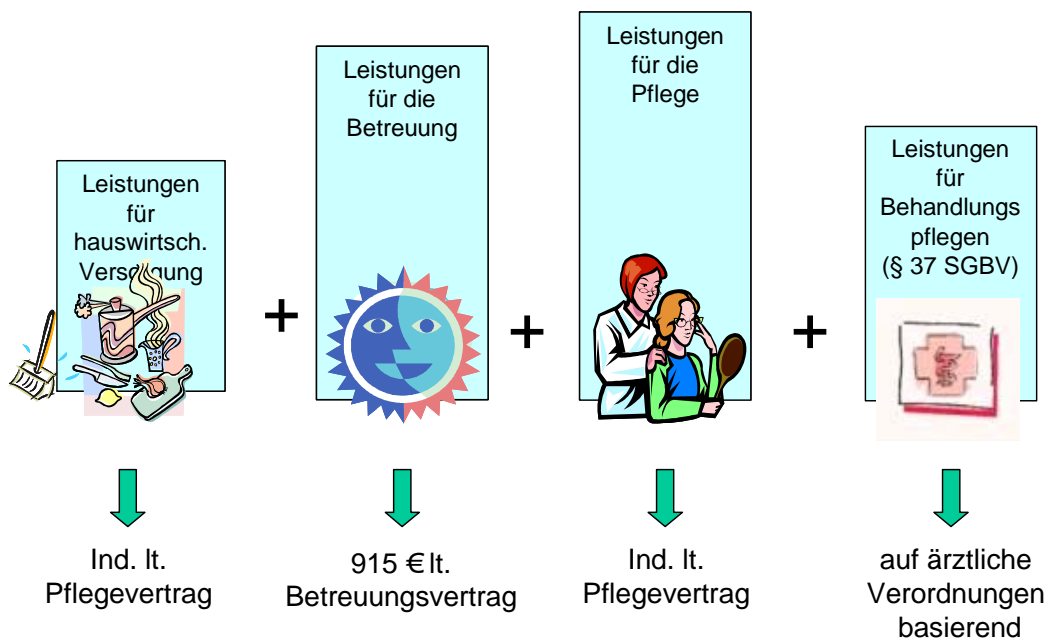 Leistungen
für
hauswirtsch.
Versorgung
+
Leistungen
für die
Betreuung
+
Leistungen
für die
Pflege
+
Leistungen
für
Behandlungs
pflegen
(§ 37 SGBV)
Ind. lt.
Pflegevertrag
915 € lt.
Betreuungsvertrag
Ind. lt.
Pflegevertrag
auf ärztliche
Verordnungen
basierend